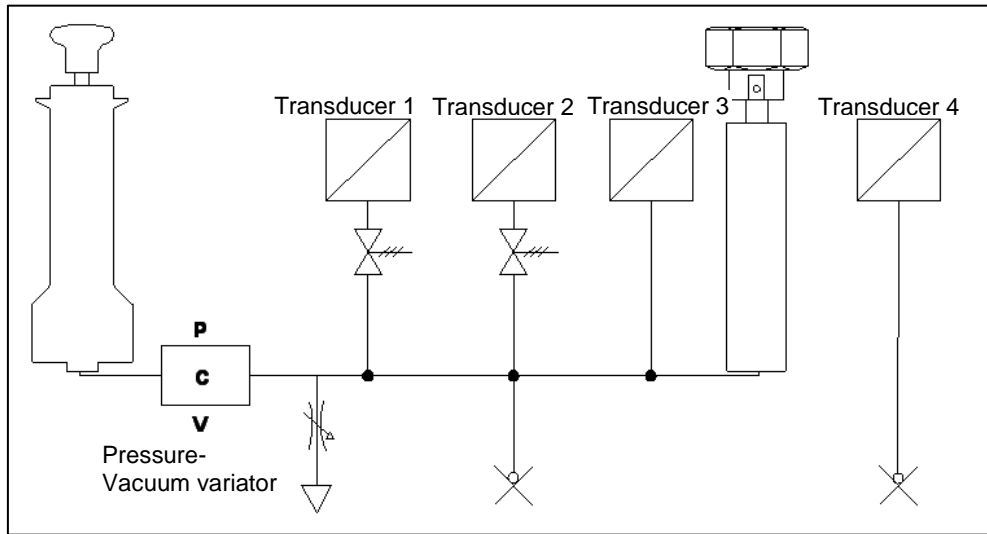 Transducer 1
Transducer 2
Transducer 3
Transducer 4
P
C
V
Pressure-
Vacuum variator